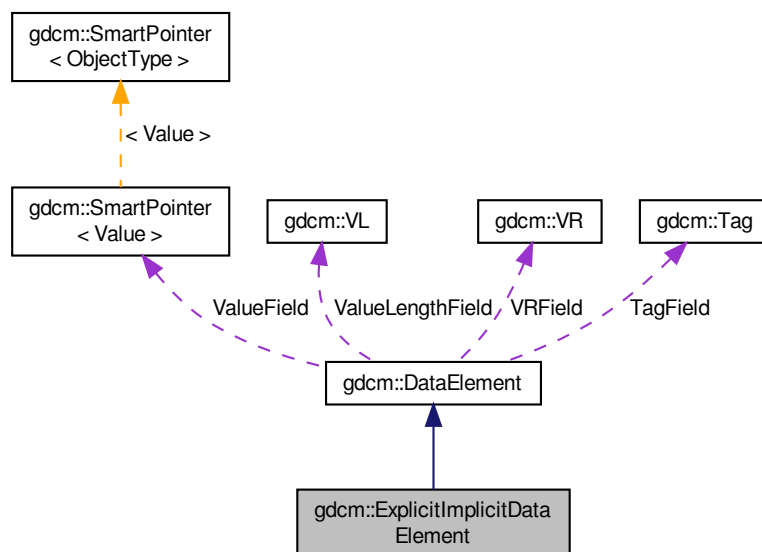 gdcm::SmartPointer
< ObjectType >
< Value >
gdcm::SmartPointer
< Value >
gdcm::VL
gdcm::VR
gdcm::Tag
ValueField
ValueLengthField
VRField
TagField
gdcm::DataElement
gdcm::ExplicitImplicitData
Element